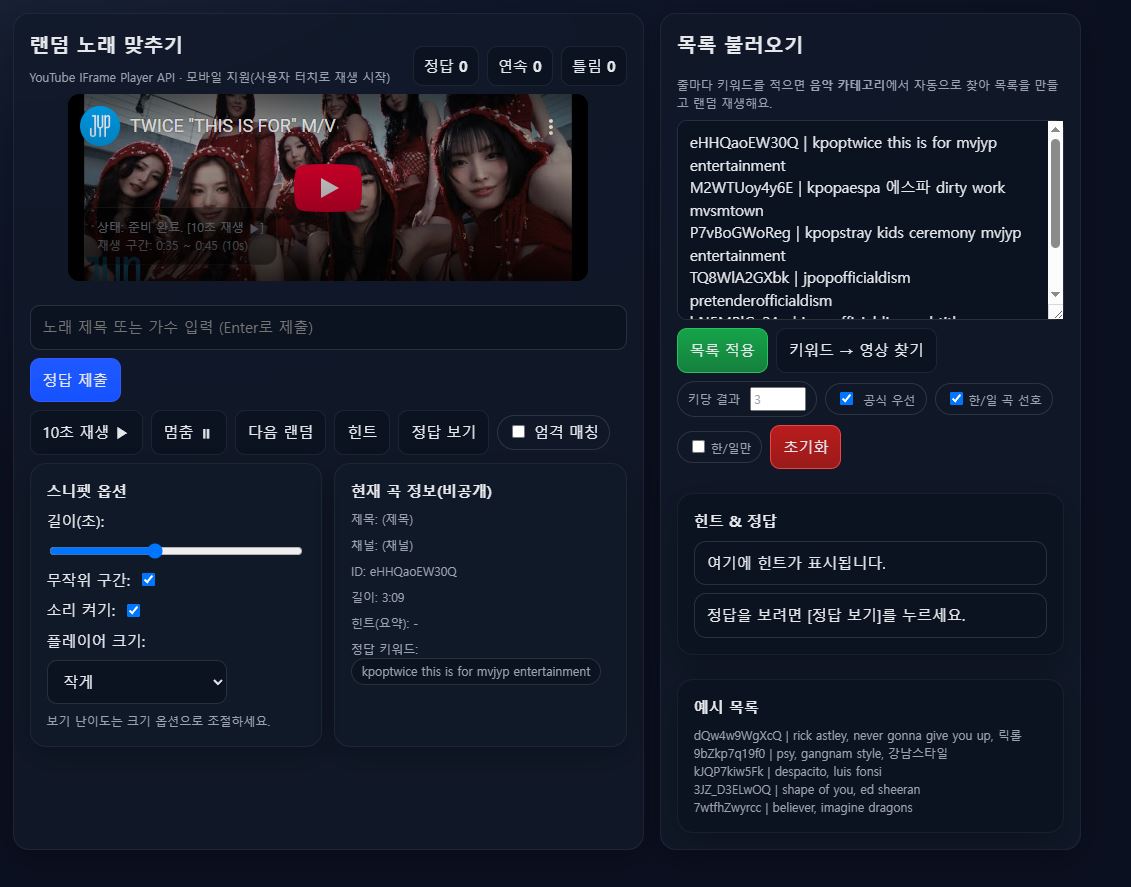 랜덤 노래 맞추기
YouTube IFrame Player API · 모바일 지원(사용자 터치로 재생 시작)
정답 0
연속 0
틀림 0
JYP
TWICE "THIS IS FOR" M/V
상태: 준비 완료. [10초 재생 ▶]
재생 구간: 0:35 ~ 0:45 (10s)
노래 제목 또는 가수 입력 (Enter로 제출)
정답 제출
10초 재생 ▶
멈춤 ⏸
다음 랜덤
힌트
정답 보기
엄격 매칭
스니펫 옵션
길이(초):
무작위 구간:
소리 켜기:
플레이어 크기:
작게
보기 난이도는 크기 옵션으로 조절하세요.
현재 곡 정보(비공개)
제목: (제목)
채널: (채널)
ID: eHHQaoEW30Q
길이: 3:09
힌트(요약): -
정답 키워드:
kpoptwice this is for mvjyp entertainment
목록 불러오기
줄마다 키워드를 적으면 음악 카테고리에서 자동으로 찾아 목록을 만들
고 랜덤 재생해요.
eHHQaoEW30Q | kpoptwice this is for mvjyp
entertainment
M2WTUoy4y6E | kpopaespa 에스파 dirty work
mvsmtown
P7vBoGWoReg | kpopstray kids ceremony mvjyp
entertainment
TQ8WlA2GXbk | jpopofficialdism
pretenderofficialdism
목록 적용
키워드 → 영상 찾기
키당 결과
3
공식 우선
한/일 곡 선호
한/일만
초기화
힌트 & 정답
여기에 힌트가 표시됩니다.
정답을 보려면 [정답 보기]를 누르세요.
예시 목록
dQw4w9WgXcQ | rick astley, never gonna give you up, 릭롤
9bZkp7q19f0 | psy, gangnam style, 강남스타일
kJQP7kiw5Fk | despacito, luis fonsi
3JZ_D3ELwOQ | shape of you, ed sheeran
7wtfhZwyrcc | believer, imagine dragons